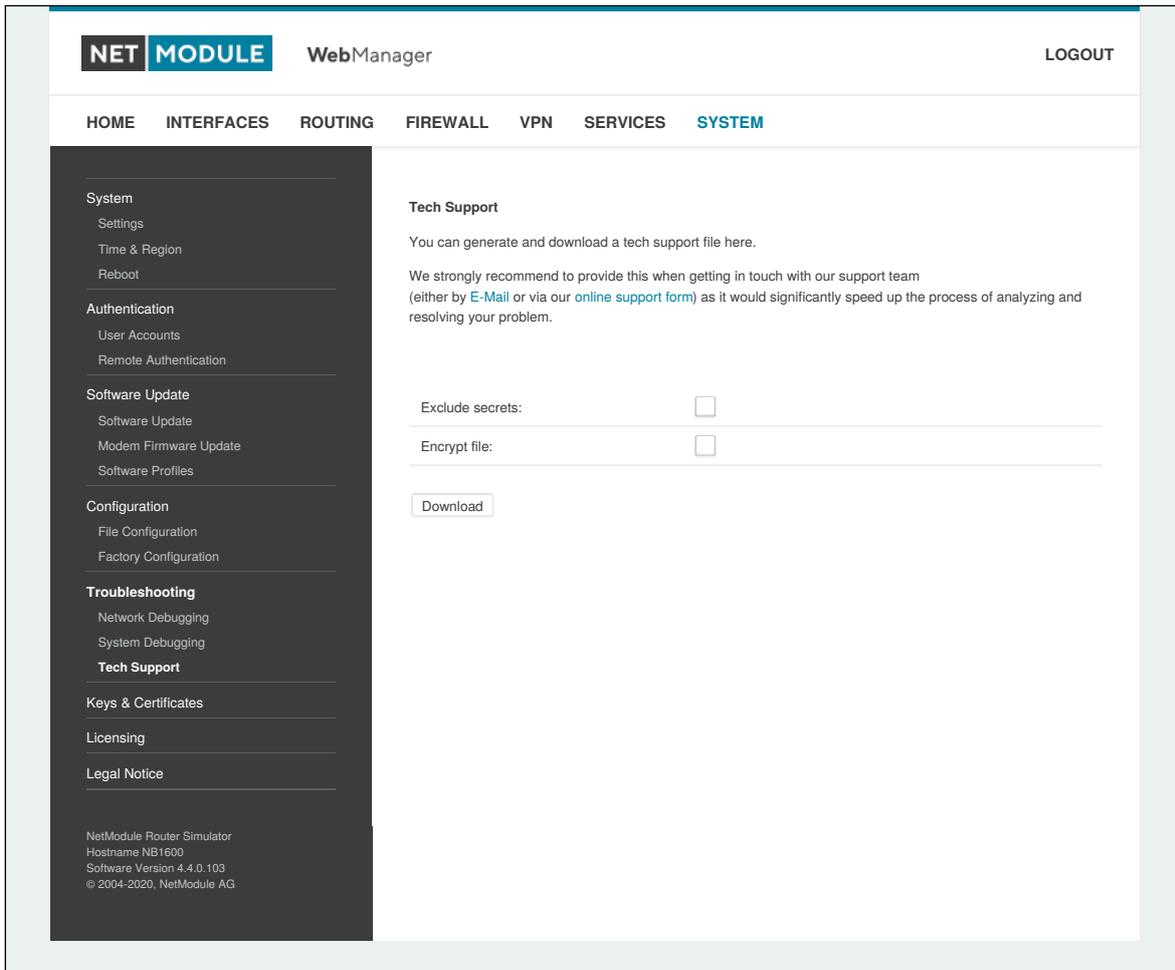 NET MODULE WebManager LOGOUT
HOME INTERFACES ROUTING FIREWALL VPN SERVICES SYSTEM
System
Settings
Time & Region
Reboot
Authentication
User Accounts
Remote Authentication
Software Update
Software Update
Modem Firmware Update
Software Profiles
Configuration
File Configuration
Factory Configuration
Troubleshooting
Network Debugging
System Debugging
Tech Support
Keys & Certificates
Licensing
Legal Notice
NetModule Router Simulator
Hostname NB1600
Software Version 4.4.0.103
© 2004-2020, NetModule AG
Tech Support
You can generate and download a tech support file here.
We strongly recommend to provide this when getting in touch with our support team
(either by E-Mail or via our online support form) as it would significantly speed up the process of analyzing and
resolving your problem.
Exclude secrets:
Encrypt file:
Download